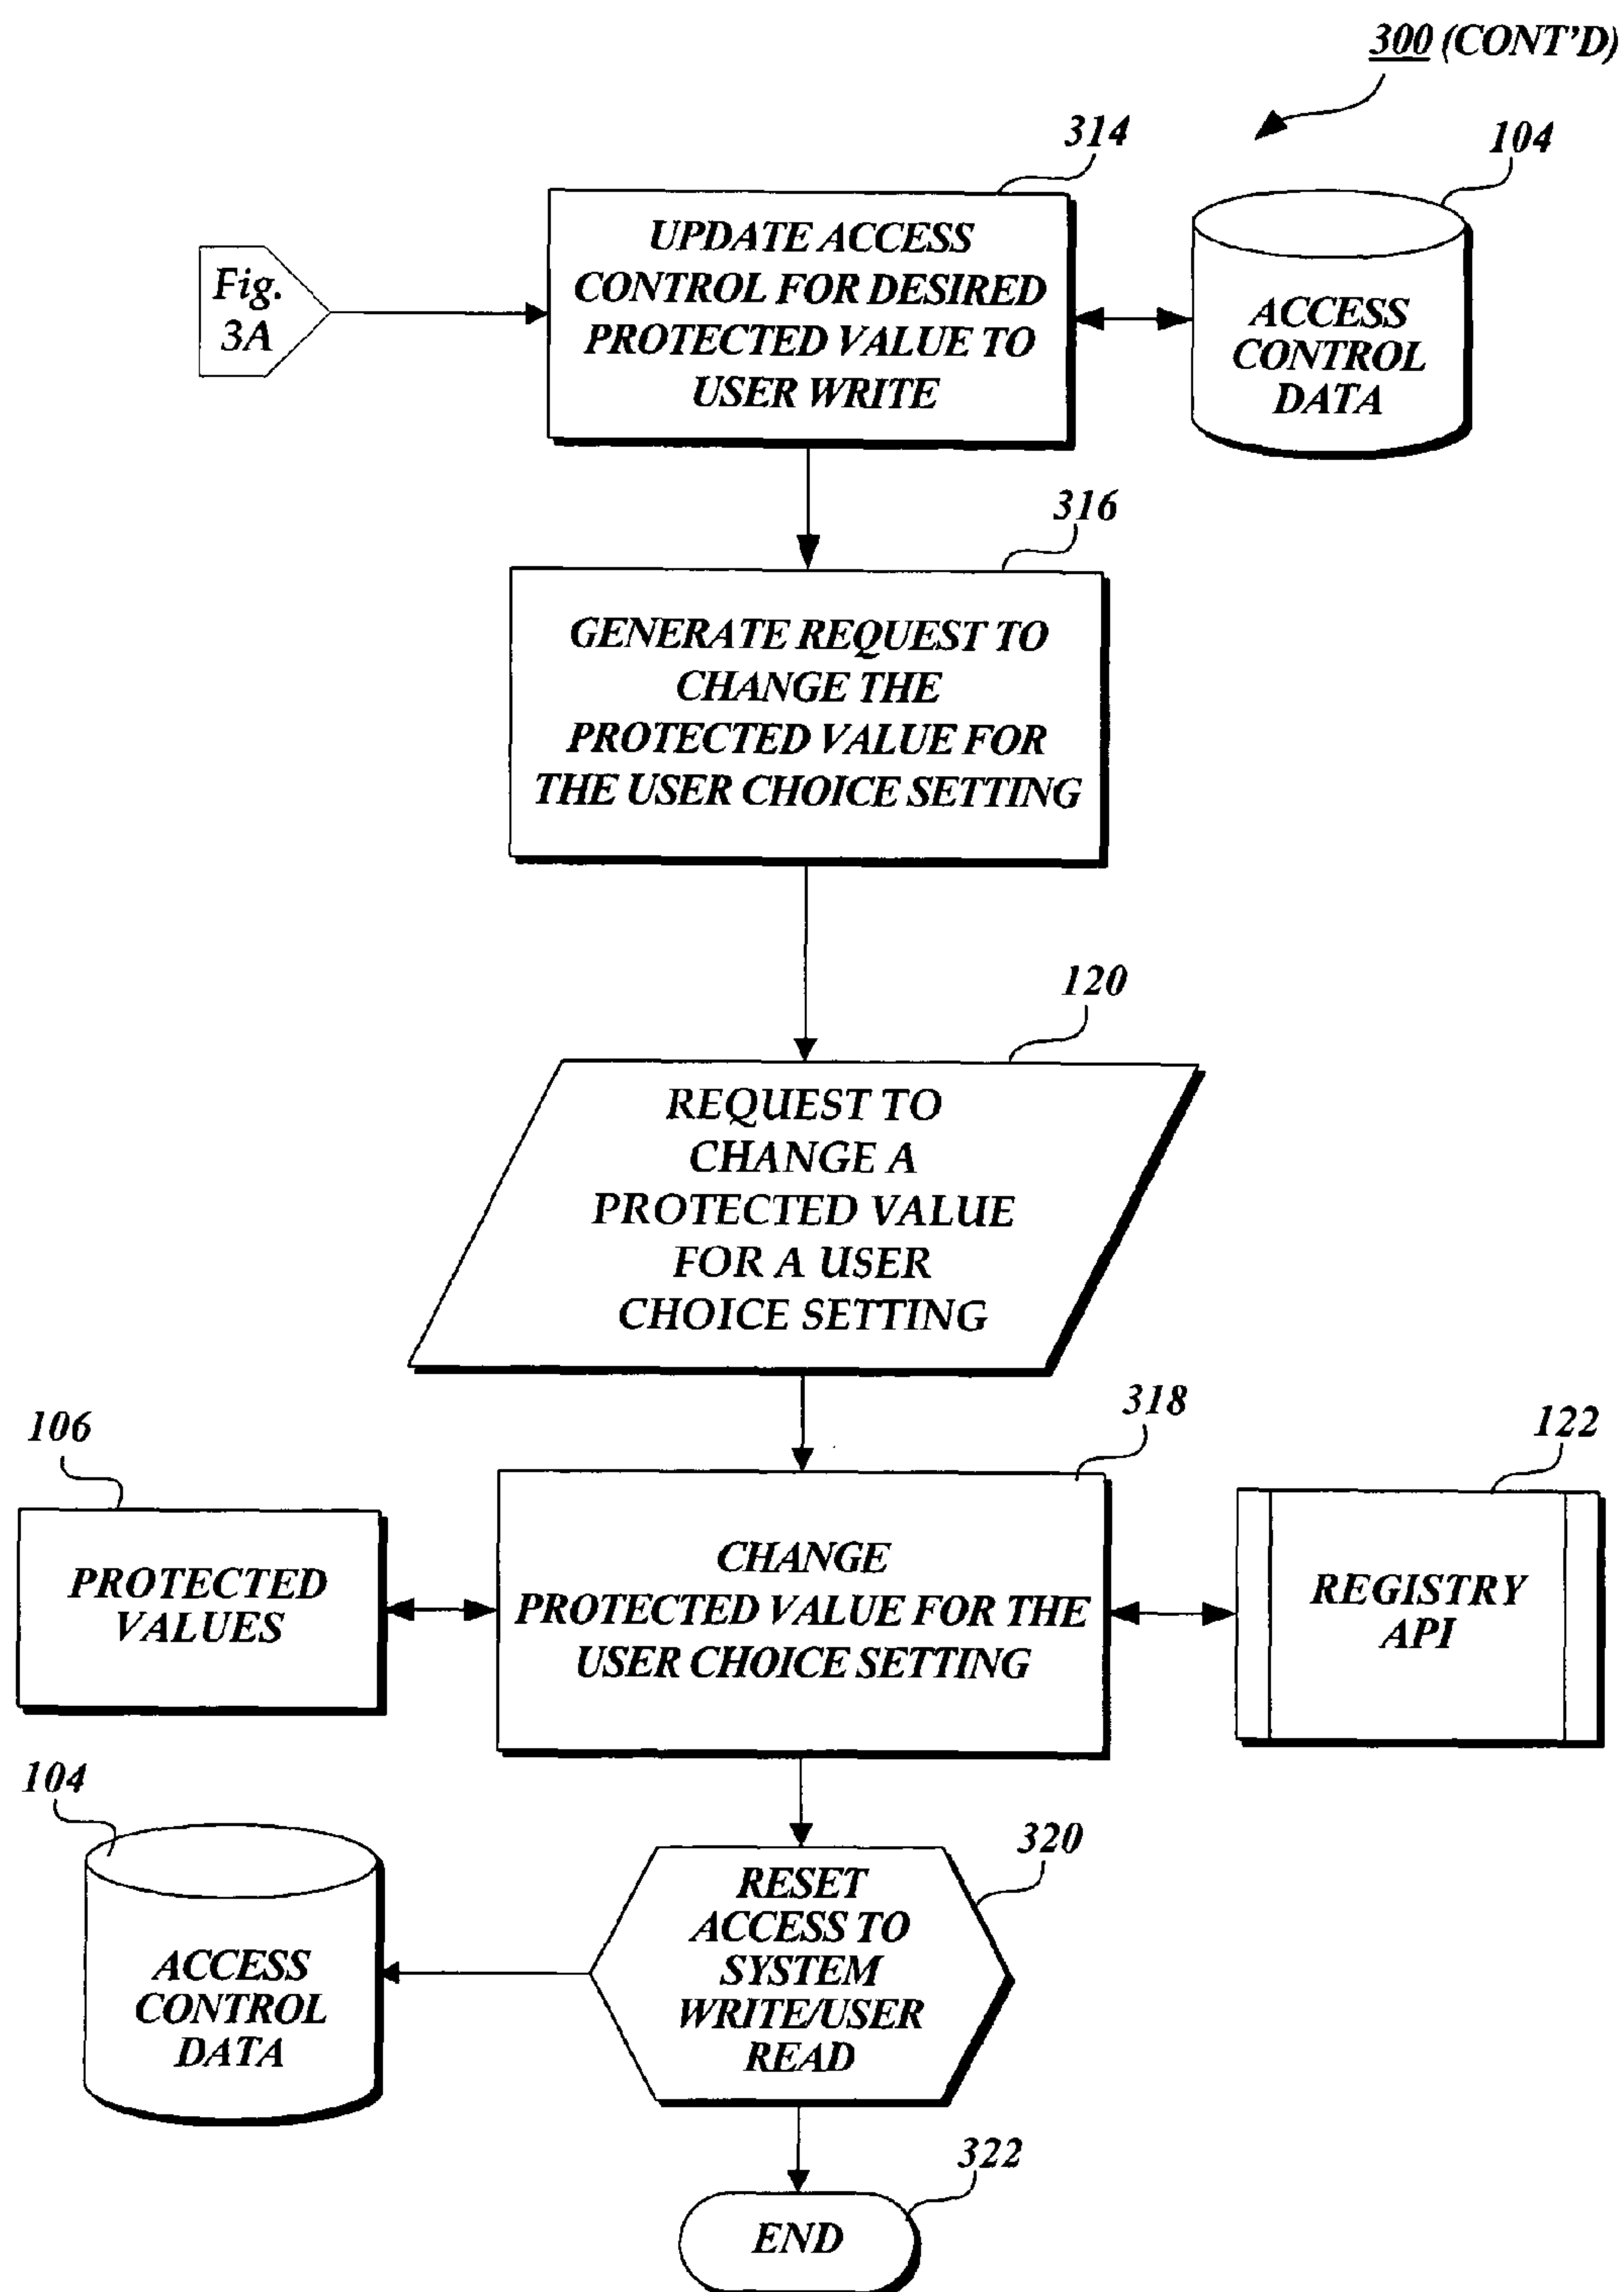 300 (CONT'D)
314
104
Fig.
3A
UPDATE ACCESS
CONTROL FOR DESIRED
PROTECTED VALUE TO
USER WRITE
ACCESS
CONTROL
DATA
316
GENERATE REQUEST TO
CHANGE THE
PROTECTED VALUE FOR
THE USER CHOICE SETTING
120
REQUEST TO
CHANGE A
PROTECTED VALUE
FOR A USER
CHOICE SETTING
106
318
122
PROTECTED
VALUES
CHANGE
PROTECTED VALUE FOR THE
USER CHOICE SETTING
REGISTRY
API
104
320
ACCESS
CONTROL
DATA
RESET
ACCESS TO
SYSTEM
WRITE/USER
READ
322
END